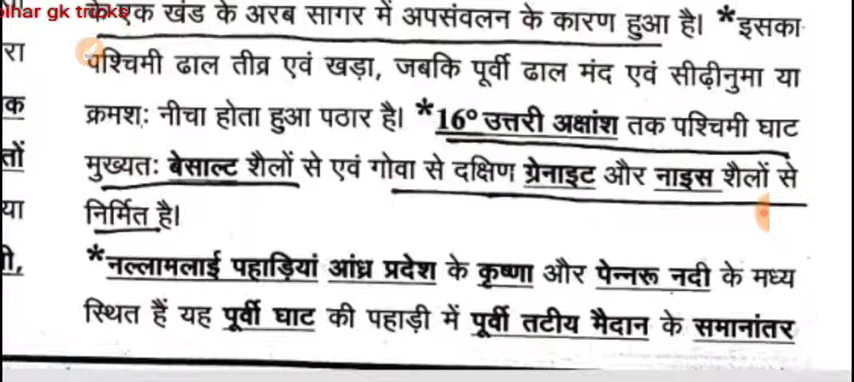 bihar gk tripks
के एक खंड के अरब सागर में अपसंवलन के कारण हुआ है। *इसका
रा
पश्चिमी ढाल तीव्र एवं खड़ा, जबकि पूर्वी ढाल मंद एवं सीढ़ीनुमा या
क
क्रमशः नीचा होता हुआ पठार है। *16° उत्तरी अक्षांश तक पश्चिमी घाट
तों
मुख्यतः बेसाल्ट शैलों से एवं गोवा से दक्षिण ग्रेनाइट और नाइस शैलों से
या
निर्मित है।
*नल्लामलाई पहाड़ियां आंध्र प्रदेश के कृष्णा और पेन्नरू नदी के मध्य
स्थित हैं यह पूर्वी घाट की पहाड़ी में पूर्वी तटीय मैदान के समानांतर